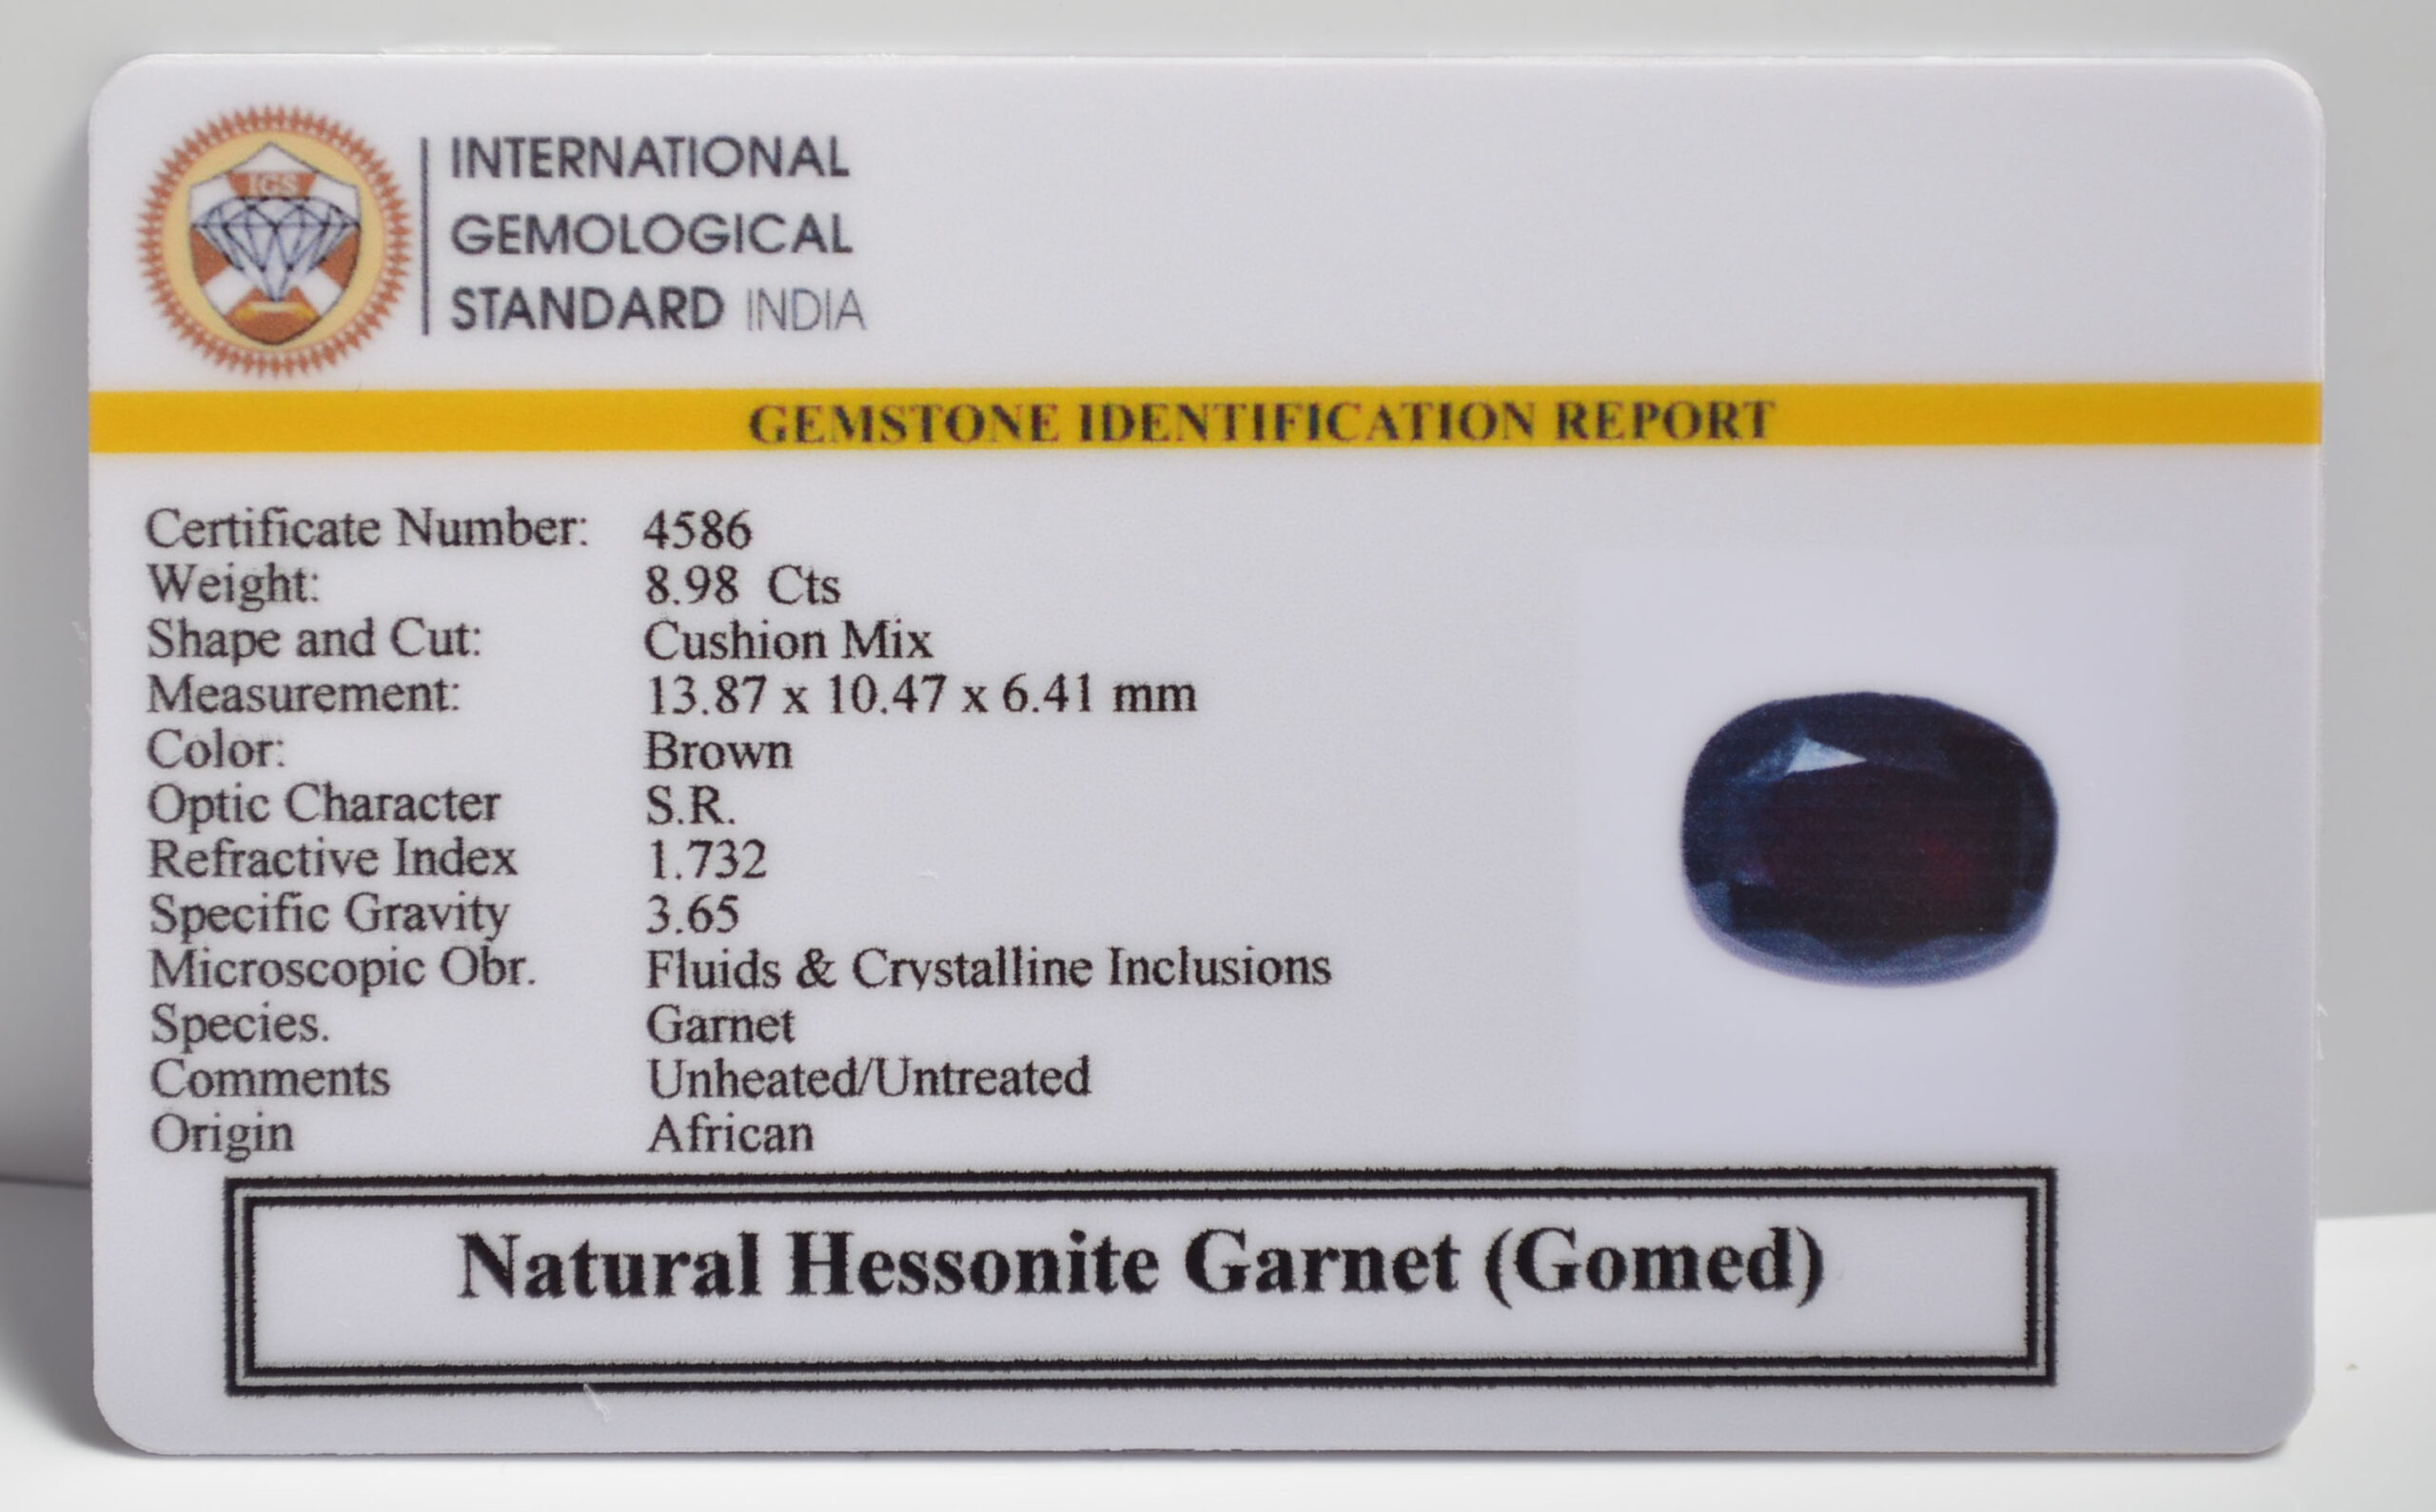 IGS
INTERNATIONAL
GEMOLOGICAL
STANDARD INDIA
GEMSTONE IDENTIFICATION REPORT
Certificate Number: 4586
Weight: 8.98 Cts
Shape and Cut: Cushion Mix
Measurement: 13.87 x 10.47 x 6.41 mm
Color: Brown
Optic Character S.R.
Refractive Index 1.732
Specific Gravity 3.65
Microscopic Obr. Fluids & Crystalline Inclusions
Species. Garnet
Comments Unheated/Untreated
Origin African
Natural Hessonite Garnet (Gomed)